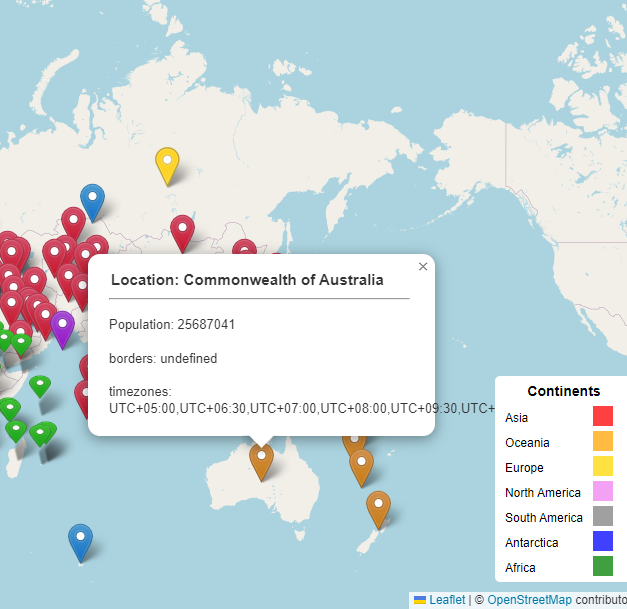 Location: Commonwealth of Australia
×
Population: 25687041
borders: undefined
timezones:
UTC+05:00,UTC+06:30,UTC+07:00,UTC+08:00,UTC+09:30,UTC+
Continents
Asia
Oceania
Europe
North America
South America
Antarctica
Africa
Leaflet | © OpenStreetMap contributo